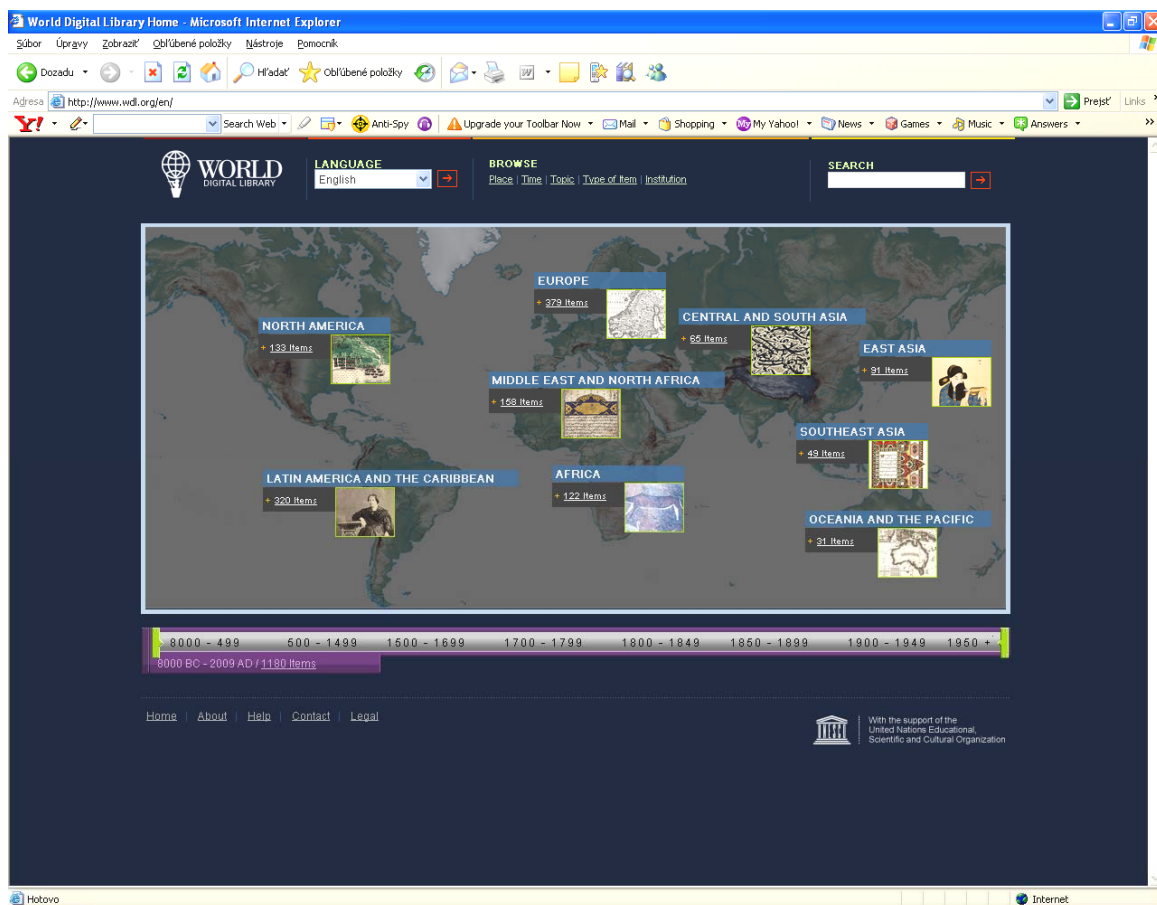 World Digital Library Home - Microsoft Internet Explorer
Súbor Úpravy Zobraziť Obľúbené položky Nástroje Pomocník
Dozadu Hľadať Obľúbené položky
Adresa http://www.wdl.org/en/ Prejsť Links »
Y! Search Web Anti-Spy Upgrade your Toolbar Now Mail Shopping My Yahoo! News Games Music Answers »
WORLD
DIGITAL LIBRARY
LANGUAGE
English
BROWSE
Place | Time | Topic | Type of Item | Institution
SEARCH
EUROPE
+ 379 Items
CENTRAL AND SOUTH ASIA
+ 65 Items
NORTH AMERICA
+ 133 Items
EAST ASIA
+ 91 Items
MIDDLE EAST AND NORTH AFRICA
+ 158 Items
SOUTHEAST ASIA
+ 49 Items
AFRICA
+ 122 Items
LATIN AMERICA AND THE CARIBBEAN
+ 320 Items
OCEANIA AND THE PACIFIC
+ 31 Items
8000 - 499 500 - 1499 1500 - 1699 1700 - 1799 1800 - 1849 1850 - 1899 1900 - 1949 1950 +
8000 BC - 2009 AD / 1180 Items
Home | About | Help | Contact | Legal
UNESCO
With the support of the
United Nations Educational,
Scientific and Cultural Organization
Hotovo Internet